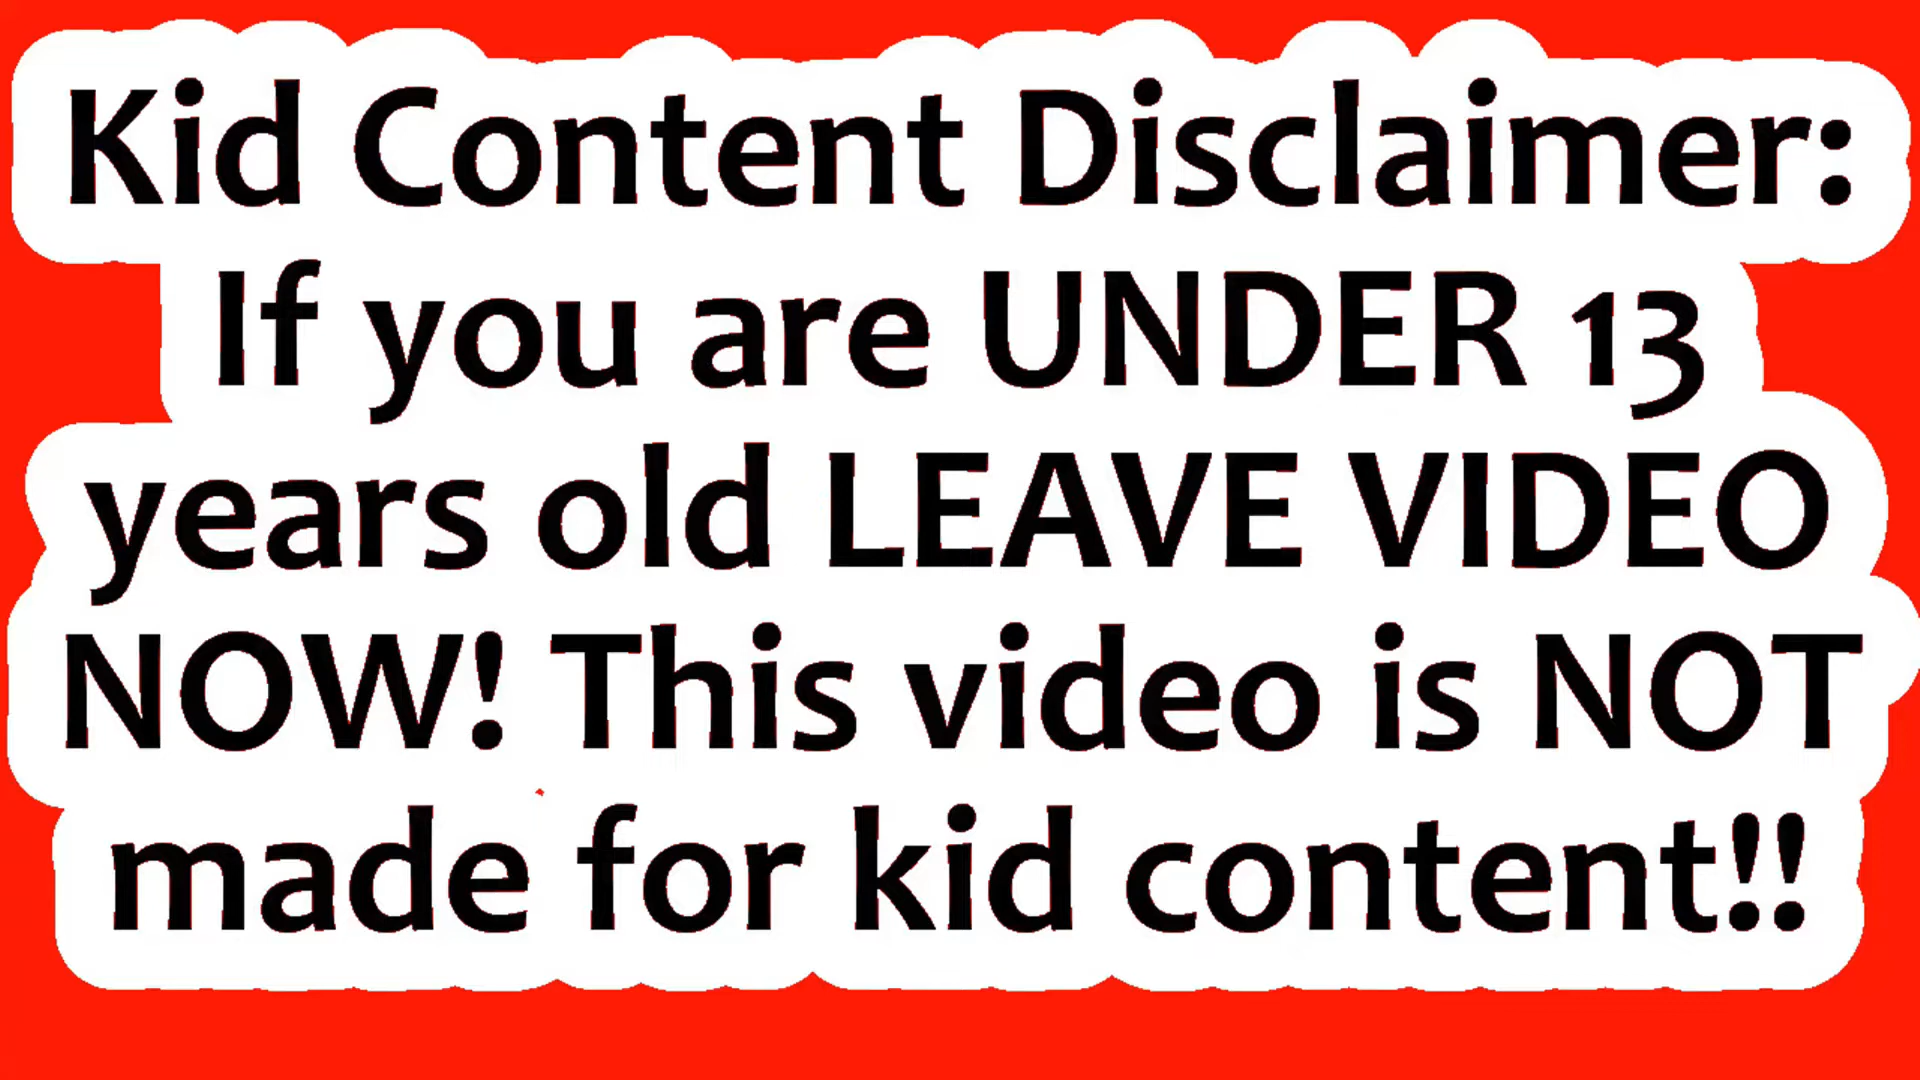 Kid Content Disclaimer:
If you are UNDER 13
years old LEAVE VIDEO
NOW! This video is NOT
made for kid content!!